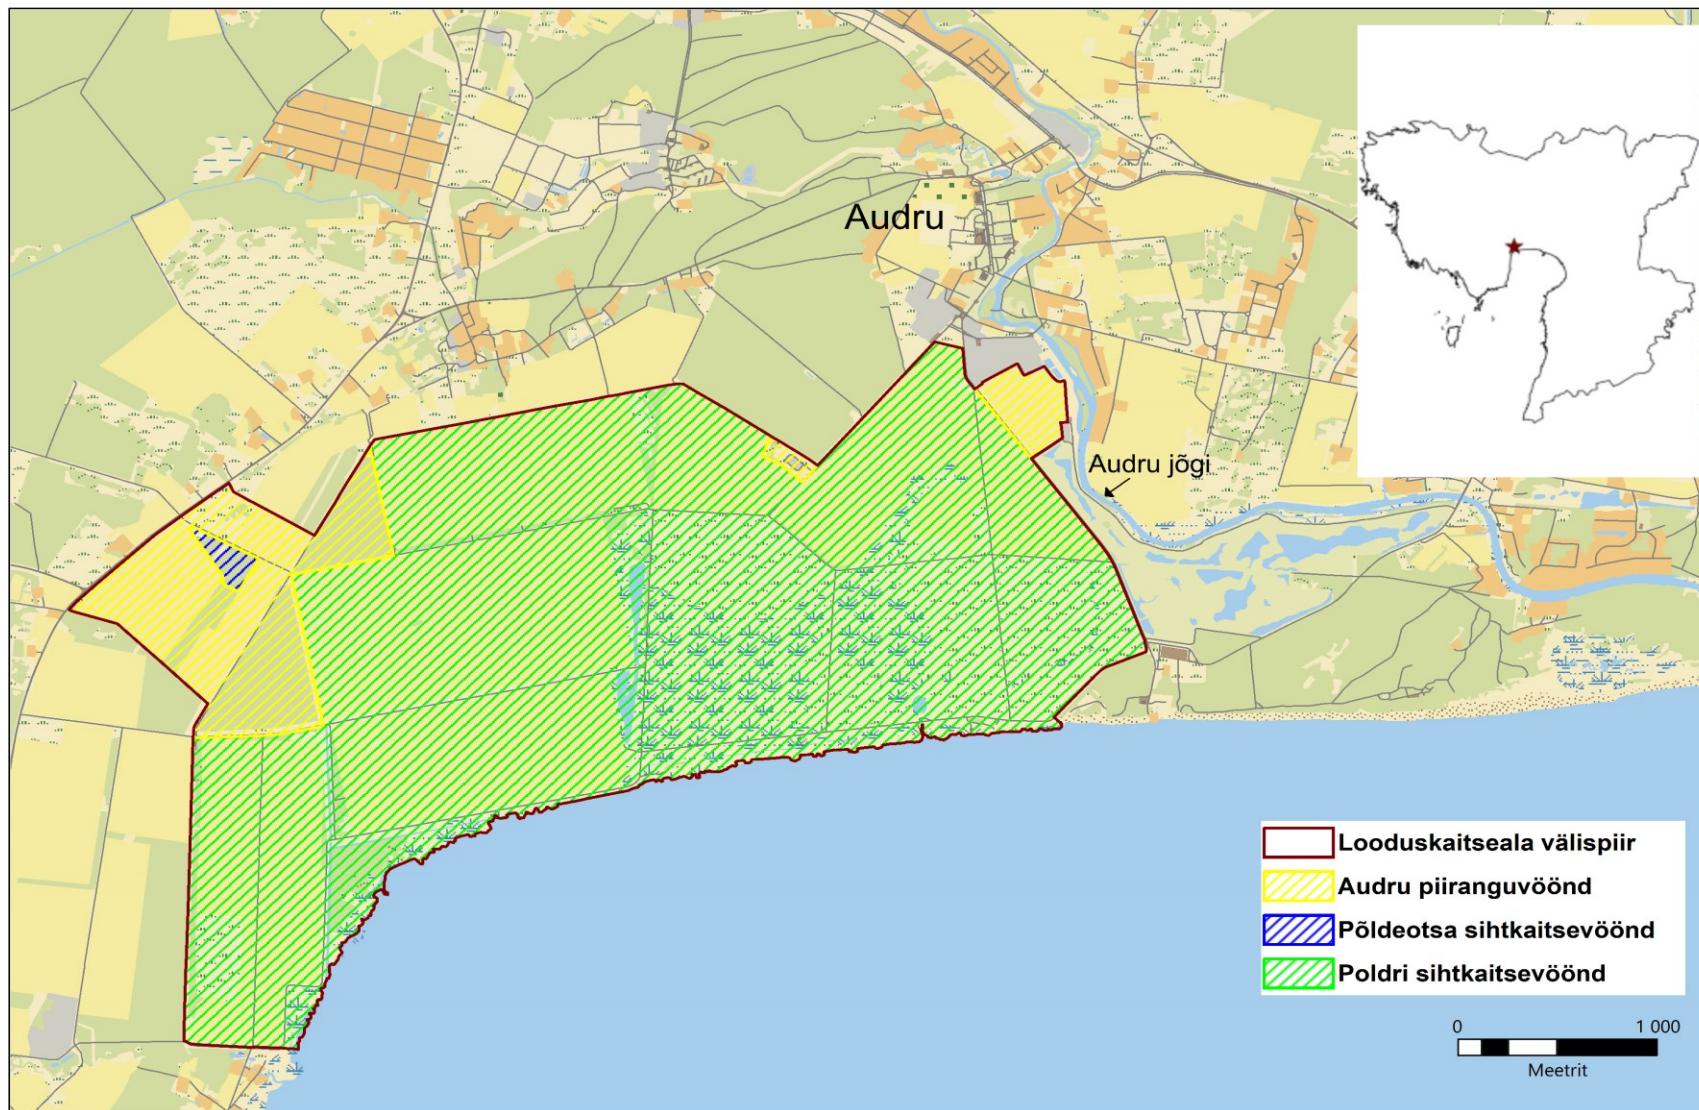 Audru
Audru jõgi
Looduskaitseala välispiir
Audru piiranguvöönd
Põldeotsa sihtkaitsevöönd
Poldri sihtkaitsevöönd
0 1 000
Meetrit